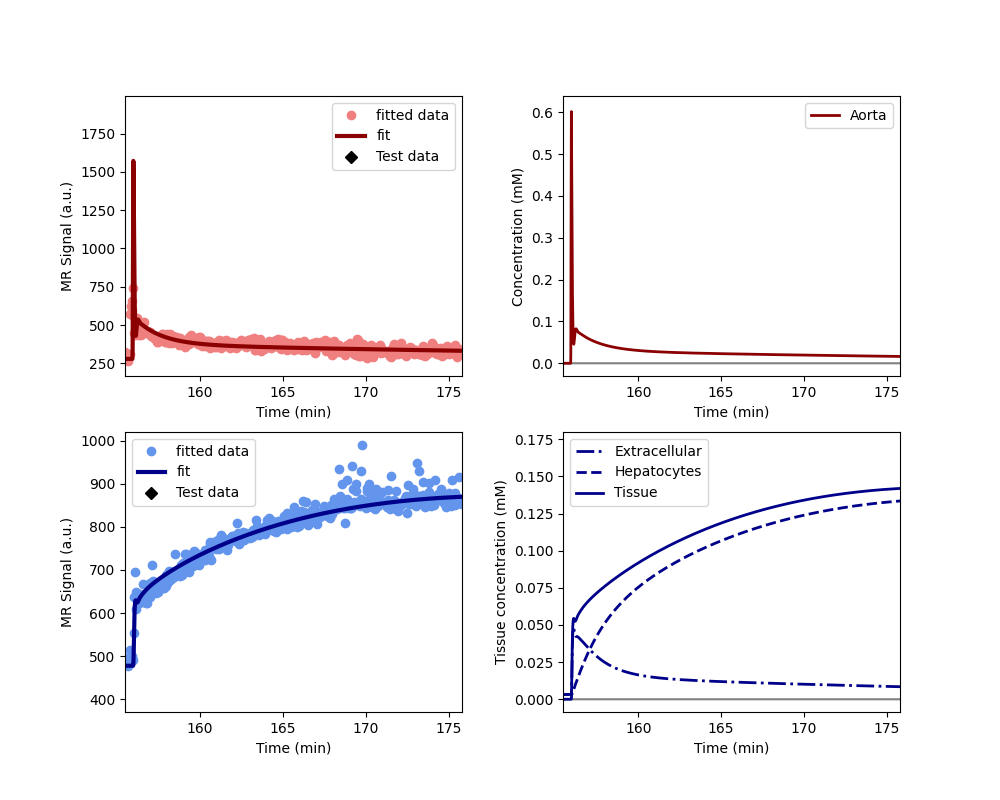 1750
1500
1250
1000
750
500
250
MR Signal (a.u.)
fitted data
fit
Test data
160
165
170
175
Time (min)
0.6
0.5
0.4
0.3
0.2
0.1
0.0
Concentration (mM)
Aorta
160
165
170
175
Time (min)
1000
900
800
700
600
500
400
MR Signal (a.u.)
fitted data
fit
Test data
160
165
170
175
Time (min)
0.175
0.150
0.125
0.100
0.075
0.050
0.025
0.000
Tissue concentration (mM)
Extracellular
Hepatocytes
Tissue
160
165
170
175
Time (min)